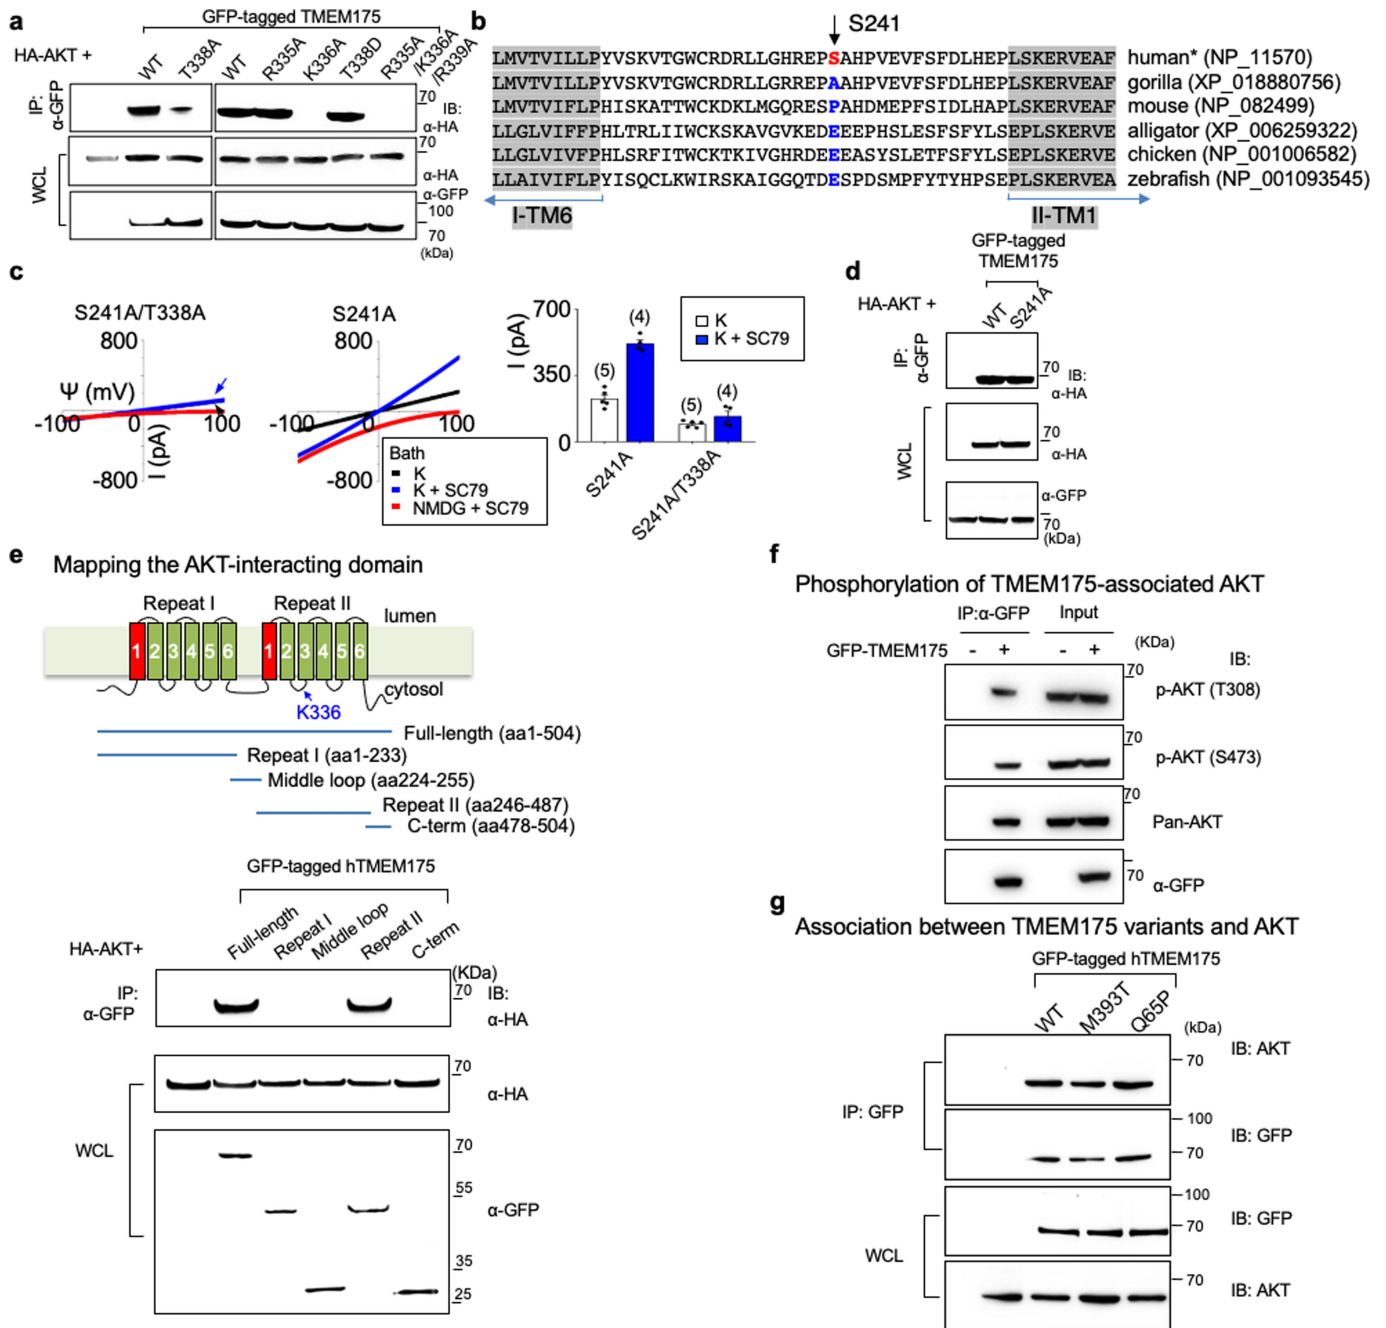 a
GFP-tagged TMEM175
HA-AKT +
WT
T338A
WT
R335A
K336A
T338D
R335A
/K336A
/R339A
IP:
α-GFP
70
IB:
α-HA
70
WCL
α-HA
α-GFP
100
70
(kDa)
b
S241
LMVTVILLPYVSKVTGWCRDRLLGHREPSAHPVEVFSFDLHEPLSKERVEAF human* (NP_11570)
LMVTVILLPYVSKVTGWCRDRLLGHREPAAHPVEVFSFDLHEPLSKERVEAF gorilla (XP_018880756)
LMVTIFLLPHISKATTWCDKLMGQRESPAHDMEPFSIDLHAPLSKERVEAF mouse (NP_082499)
LLGLVIFFPHLTRLIIWCKSKAVGVKEDEEEPHSLESFSFYLSEPLSKERVE alligator (XP_006259322)
LLGLVIVFPHLSRFITWCKTKIVGHRDEEEASYSLETFSFYLSEPLSKERVE chicken (NP_001006582)
LLAIVIFLPYISQCLKWIRSKAIGGQTDESPDSMPFYTYHPSEPLSKERVEA zebrafish (NP_001093545)
I-TM6
II-TM1
c
S241A/T338A
800
Ψ (mV)
-100
0
100
-800
I (pA)
S241A
800
-100
0
100
-800
Bath
K
K + SC79
NMDG + SC79
I (pA)
700
350
0
(5)
(4)
(5)
(4)
K
K + SC79
S241A
S241A/T338A
d
GFP-tagged
TMEM175
HA-AKT +
WT
S241A
IP:
α-GFP
70
IB:
α-HA
WCL
70
α-HA
α-GFP
70
(kDa)
e
Mapping the AKT-interacting domain
Repeat I
Repeat II
lumen
1 2 3 4 5 6
1 2 3 4 5 6
cytosol
K336
Full-length (aa1-504)
Repeat I (aa1-233)
Middle loop (aa224-255)
Repeat II (aa246-487)
C-term (aa478-504)
GFP-tagged hTMEM175
HA-AKT+
Full-length
Repeat I
Middle loop
Repeat II
C-term
(KDa)
IP:
α-GFP
70
IB:
α-HA
70
α-HA
WCL
70
55
α-GFP
35
25
f
Phosphorylation of TMEM175-associated AKT
IP:α-GFP
Input
GFP-TMEM175
- + - +
(KDa)
IB:
70
p-AKT (T308)
70
p-AKT (S473)
70
Pan-AKT
70
α-GFP
g
Association between TMEM175 variants and AKT
GFP-tagged hTMEM175
WT
M393T
Q65P
(kDa)
IP: GFP
70
IB: AKT
100
IB: GFP
70
WCL
100
IB: GFP
70
70
IB: AKT